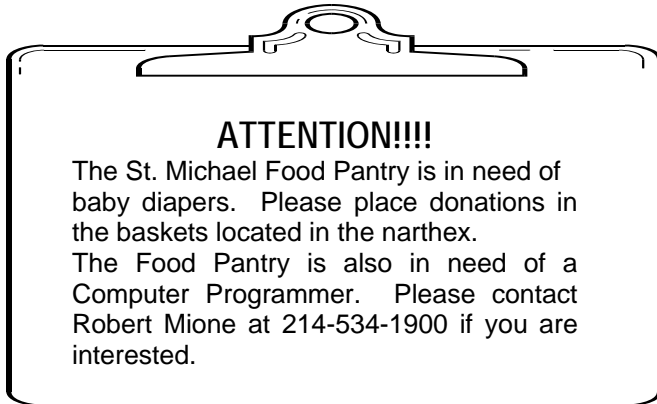 ATTENTION!!!!
The St. Michael Food Pantry is in need of
baby diapers. Please place donations in
the baskets located in the narthex.
The Food Pantry is also in need of a
Computer Programmer. Please contact
Robert Mione at 214-534-1900 if you are
interested.